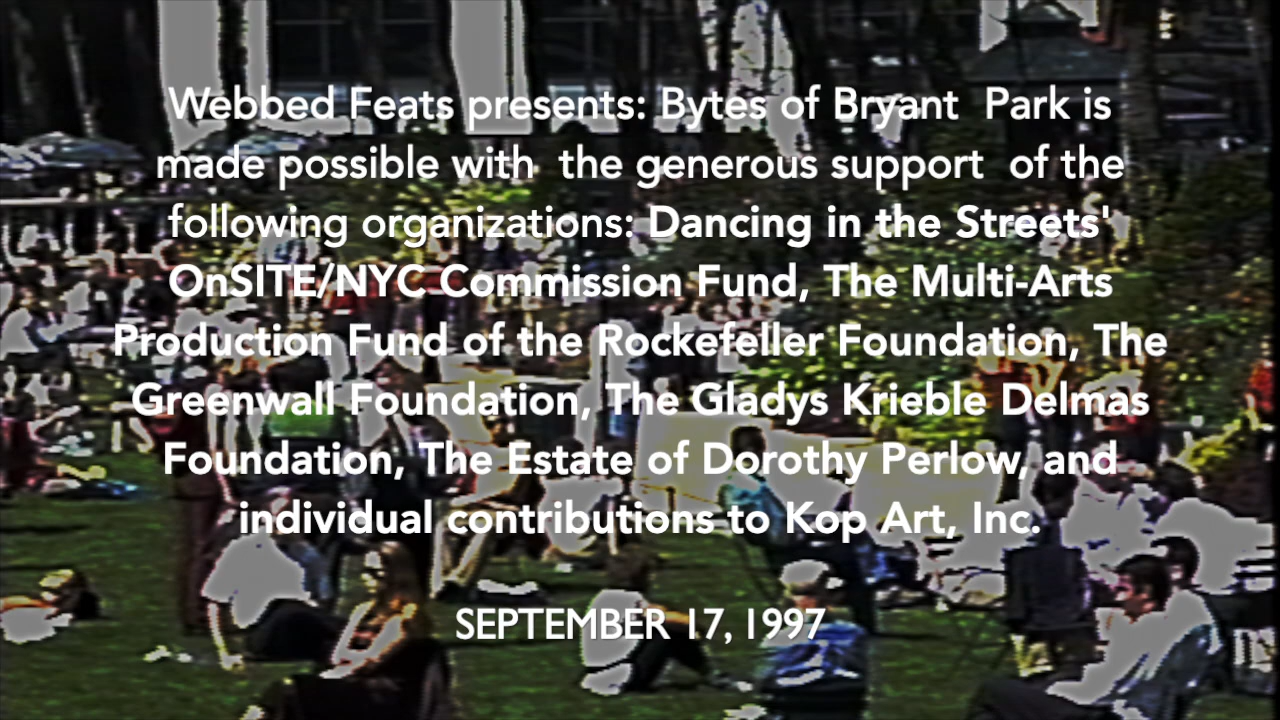 Webbed Feats presents: Bytes of Bryant  Park is
made possible with  the generous support  of the
following organizations: Dancing in the Streets'
OnSITE/NYC Commission Fund, The Multi-Arts
Production Fund of the Rockefeller Foundation, The
Greenwall Foundation, The Gladys Krieble Delmas
Foundation, The Estate of Dorothy Perlow, and
individual contributions to Kop Art, Inc.
SEPTEMBER 17, 1997